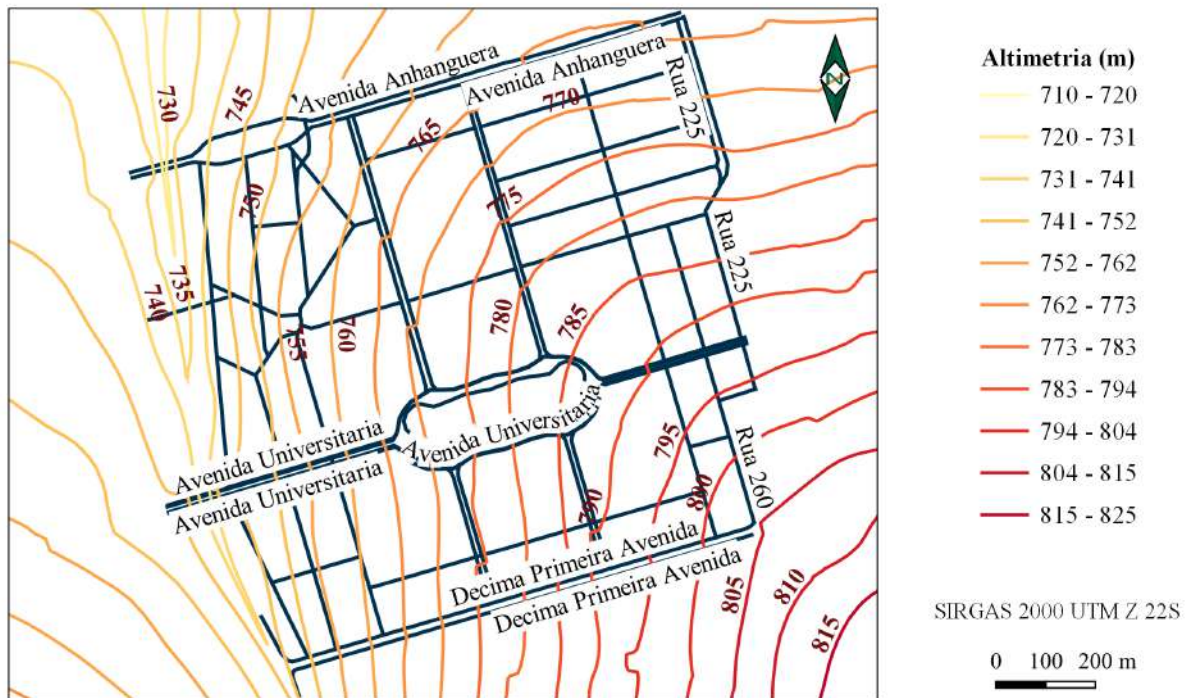 Avenida Anhanguera
Avenida Anhanguera
730
745
770
Rua 225
765
750
775
Rua 225
735
740
780
785
755
760
Avenida Universitaria
Avenida Universitaria
Avenida Universitaria
795
800
Rua 260
790
Decima Primeira Avenida
Decima Primeira Avenida
805
810
815
Altimetria (m)
710 - 720
720 - 731
731 - 741
741 - 752
752 - 762
762 - 773
773 - 783
783 - 794
794 - 804
804 - 815
815 - 825
SIRGAS 2000 UTM Z 22S
0 100 200 m